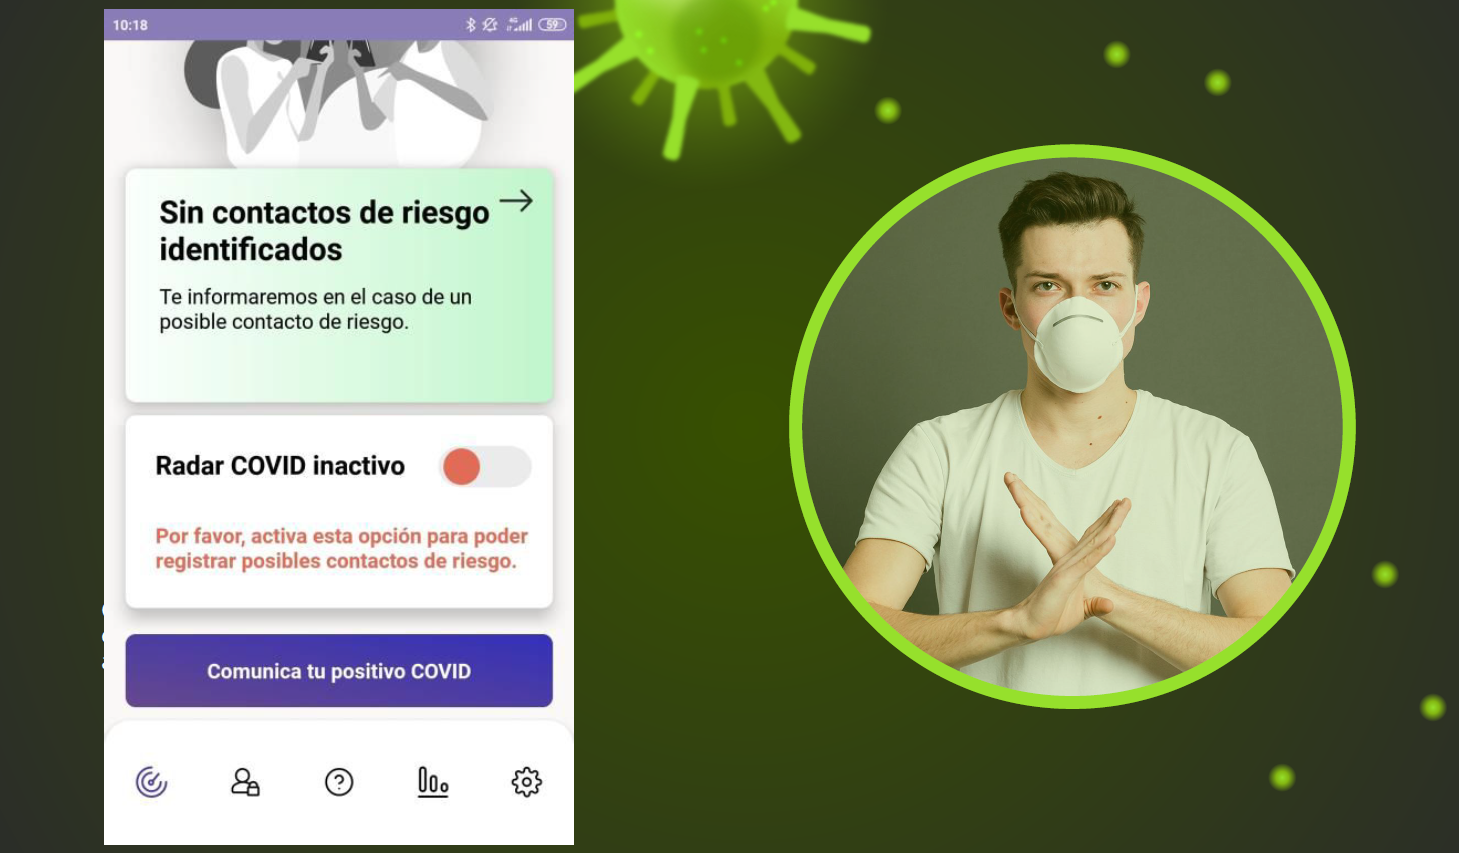 10:18
4G
59
Sin contactos de riesgo
identificados
Te informaremos en el caso de un
posible contacto de riesgo.
Radar COVID inactivo
Por favor, activa esta opción para poder
registrar posibles contactos de riesgo.
Comunica tu positivo COVID